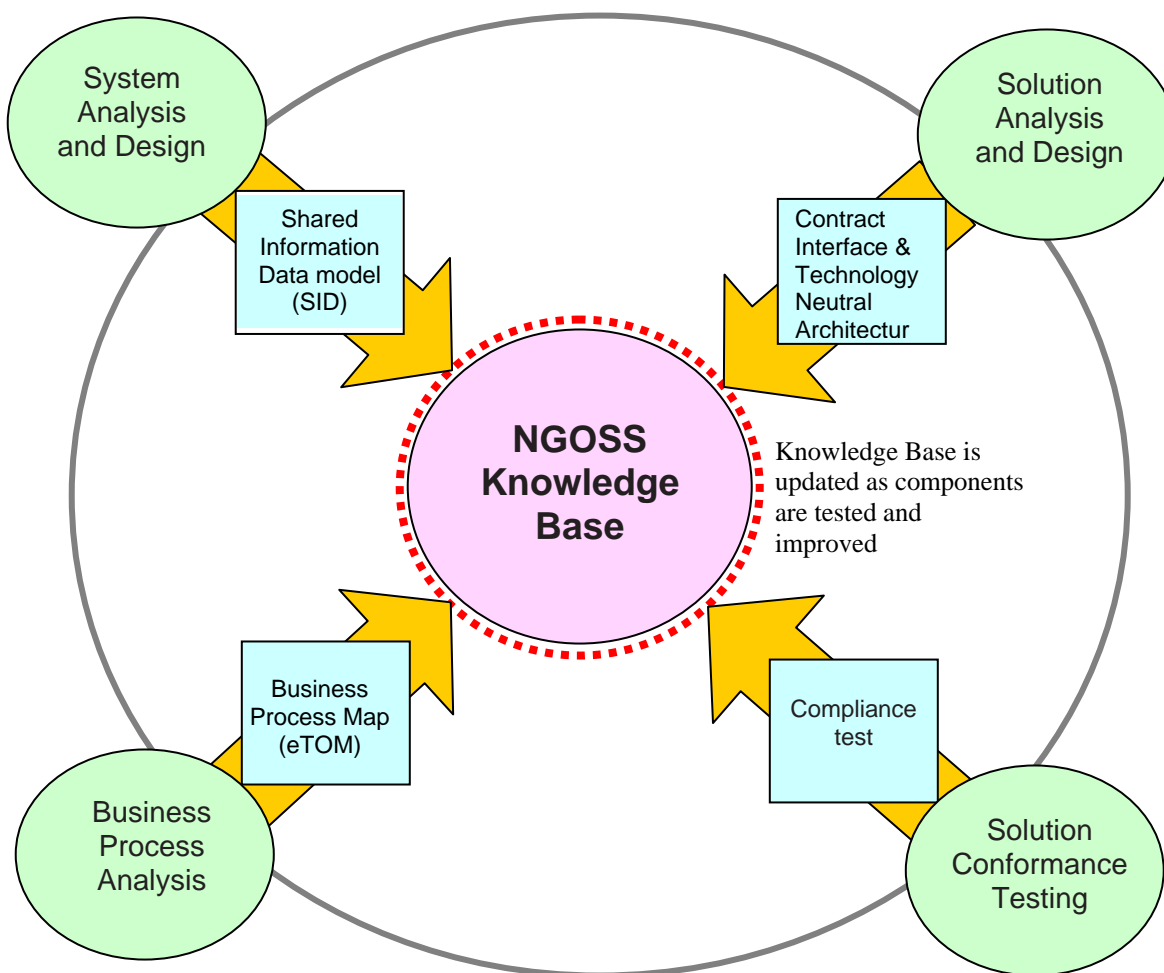 System
Analysis
and Design
Solution
Analysis
and Design
Shared
Information
Data model
(SID)
Contract
Interface &
Technology
Neutral
Architectur
NGOSS
Knowledge
Base
Knowledge Base is
updated as components
are tested and
improved
Business
Process Map
(eTOM)
Compliance
test
Business
Process
Analysis
Solution
Conformance
Testing